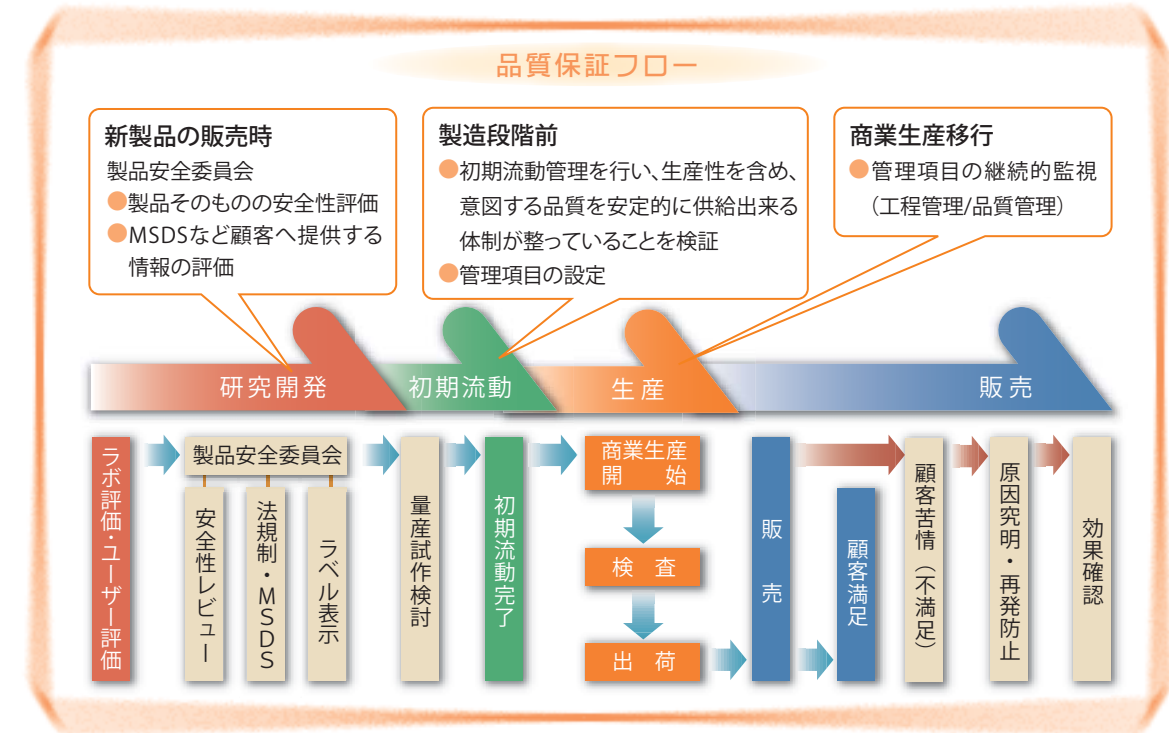 品質保証フロー
新製品の販売時
製品安全委員会
●製品そのものの安全性評価
●MSDSなど顧客へ提供する
情報の評価
製造段階前
●初期流動管理を行い、生産性を含め、
意図する品質を安定的に供給出来る
体制が整っていることを検証
●管理項目の設定
商業生産移行
●管理項目の継続的監視
（工程管理/品質管理）
研究開発
初期流動
生産
販売
ラボ評価・ユーザー評価
製品安全委員会
安全性レビュー
法規制・MSDS
ラベル表示
量産試作検討
初期流動完了
商業生産
開始
検査
出荷
販売
顧客満足
顧客苦情（不満足）
原因究明・再発防止
効果確認